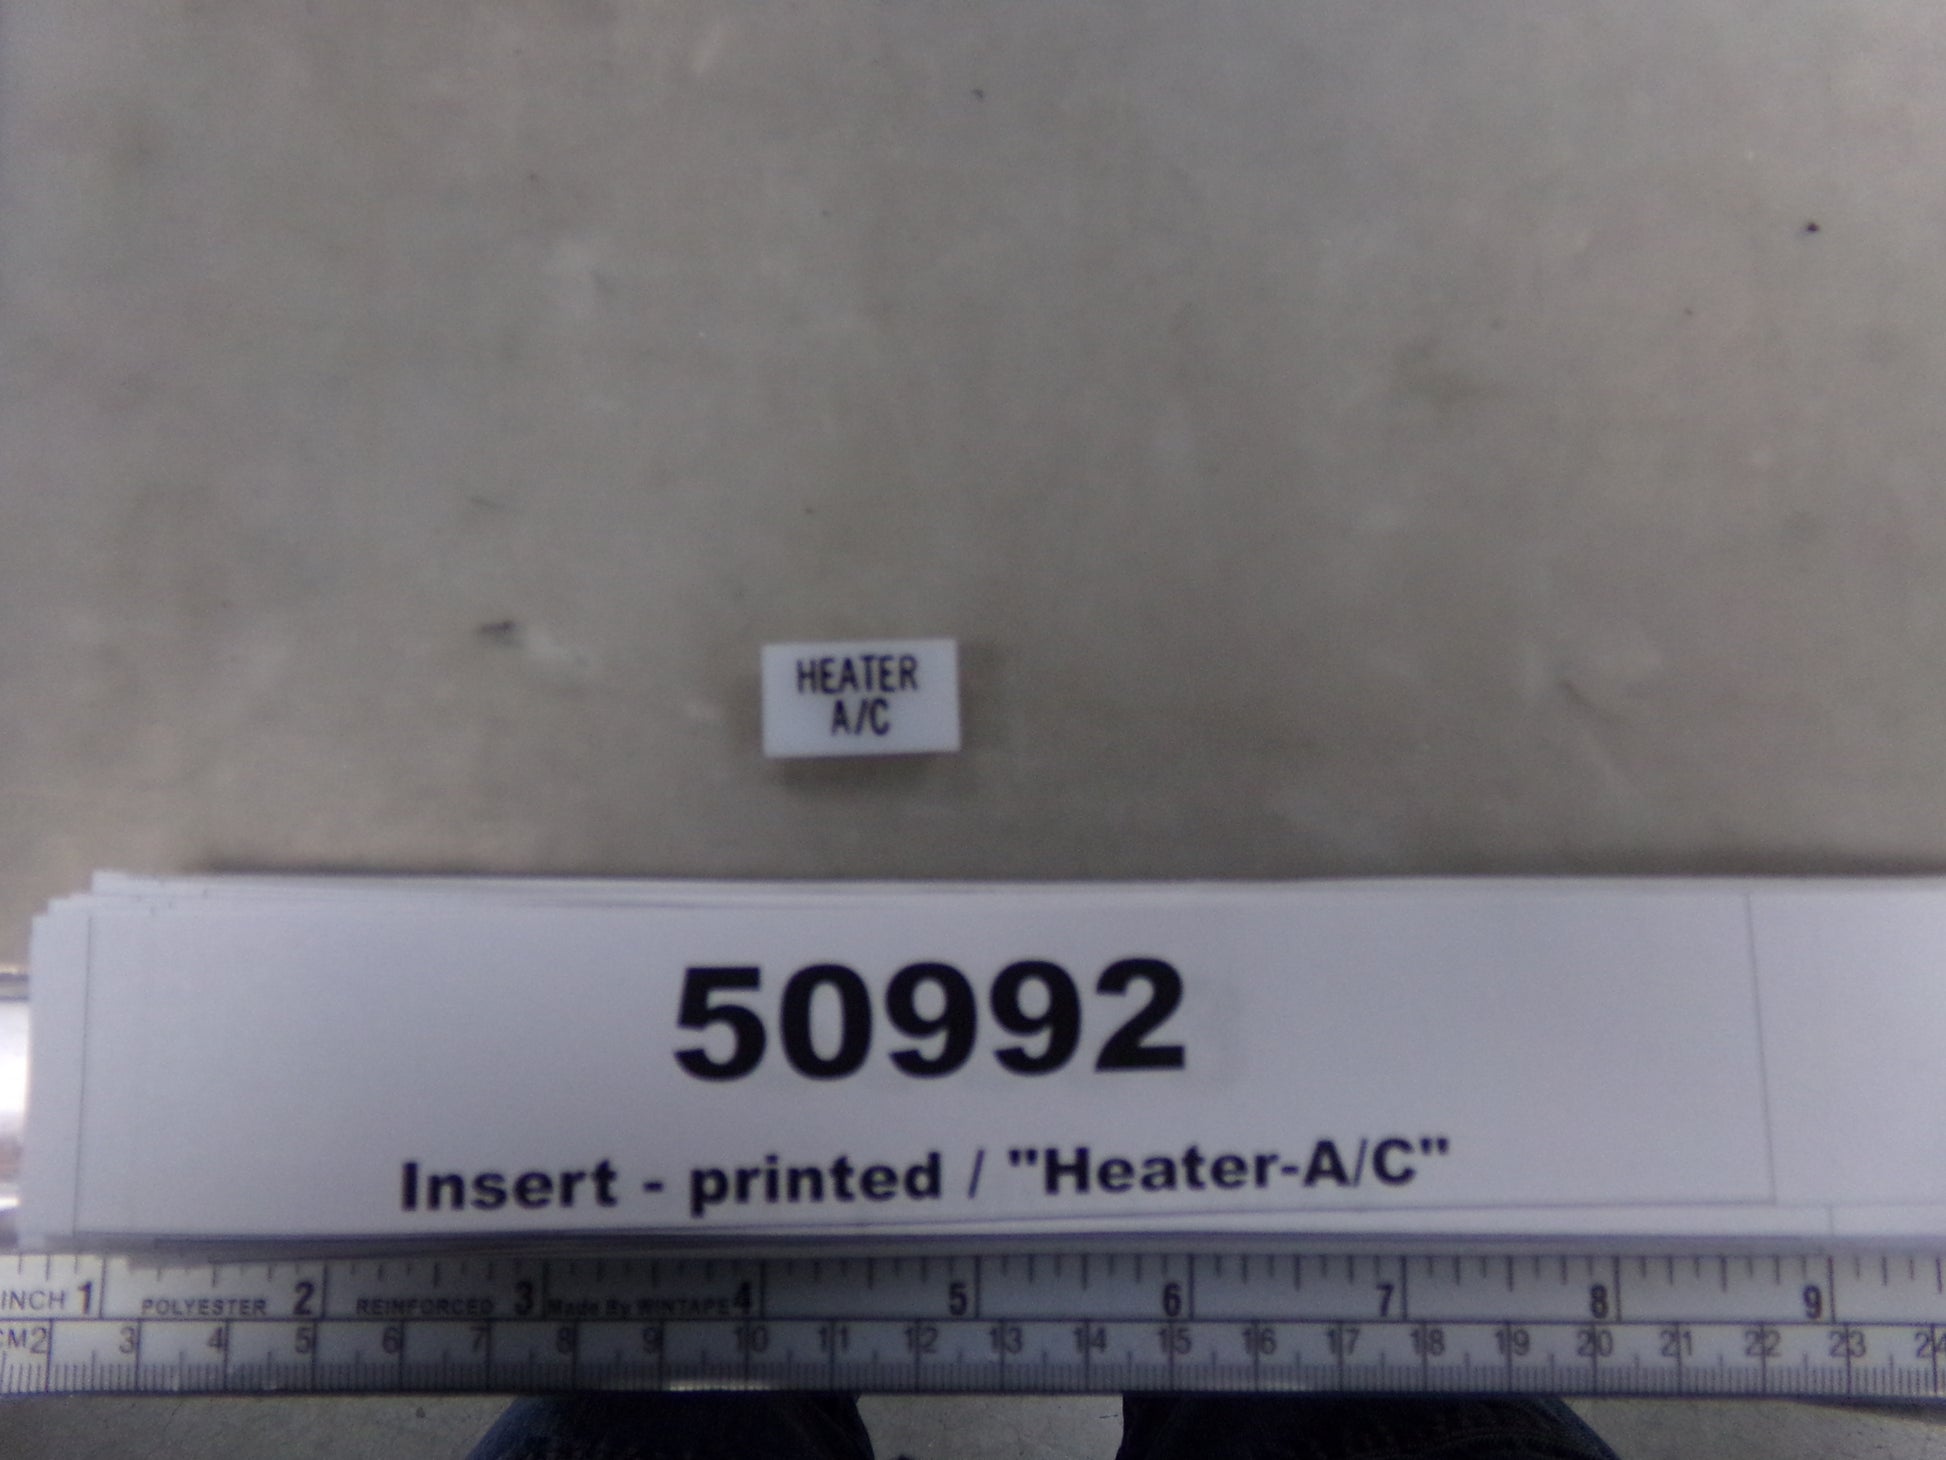 HEATER
A/C
50992
Insert - printed / "Heater-A/C"
INCH 1 POLYESTER 2 REINFORCED 3 Made By WINTAPE 4 5 6 7 8 9
CM 2 3 4 5 6 7 8 9 10 11 12 13 14 15 16 17 18 19 20 21 22 23 24